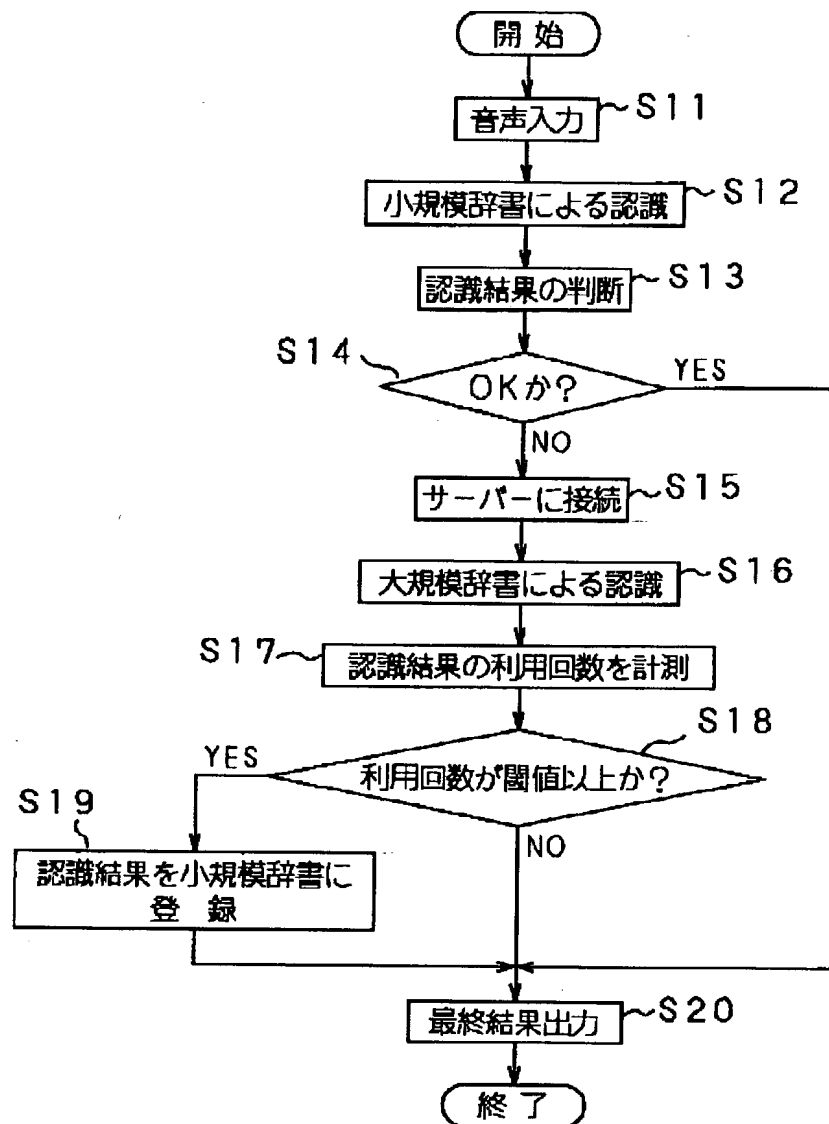 開始
音声入力 S11
小規模辞書による認識 S12
認識結果の判断 S13
S14
OKか? YES
NO
サーバーに接続 S15
大規模辞書による認識 S16
S17 認識結果の利用回数を計測
S18
YES
利用回数が閾値以上か?
S19
NO
認識結果を小規模辞書に
登録
最終結果出力 S20
終了